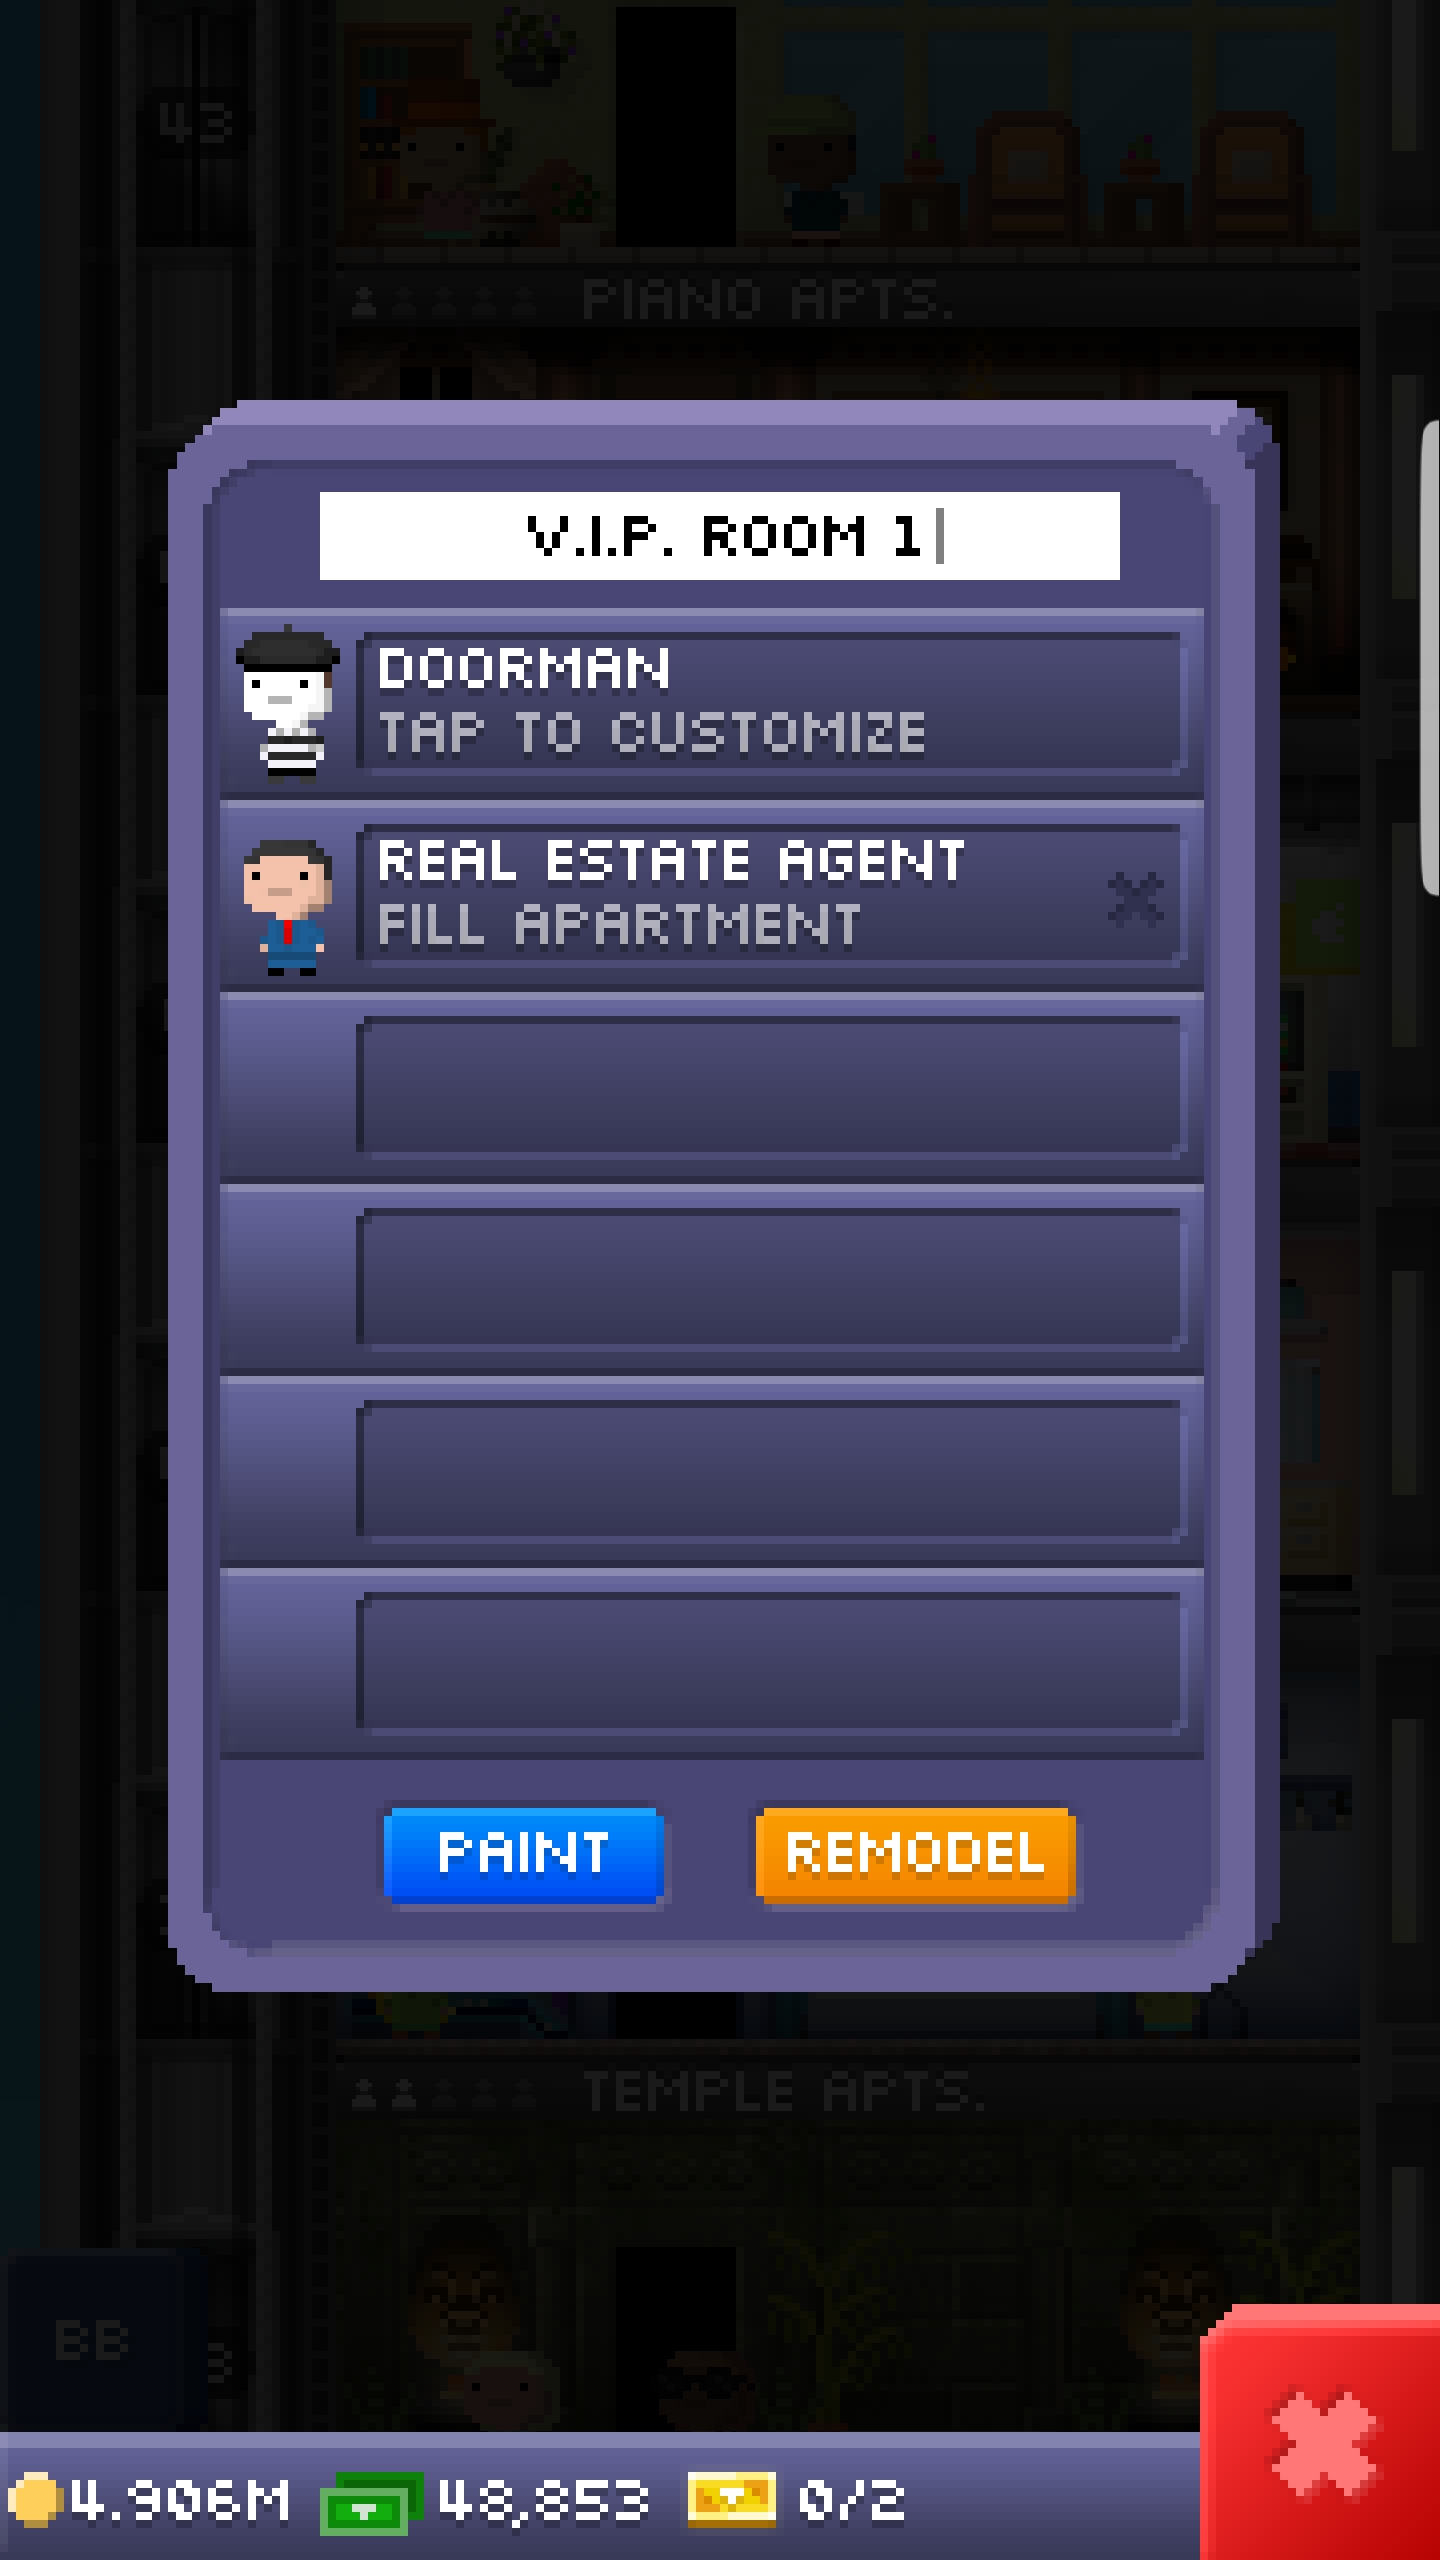 43
PIANO APTS.
V.I.P. ROOM 1
DOORMAN
TAP TO CUSTOMIZE
REAL ESTATE AGENT
FILL APARTMENT
PAINT
REMODEL
TEMPLE APTS.
BB
4.906M
48,853
0/2